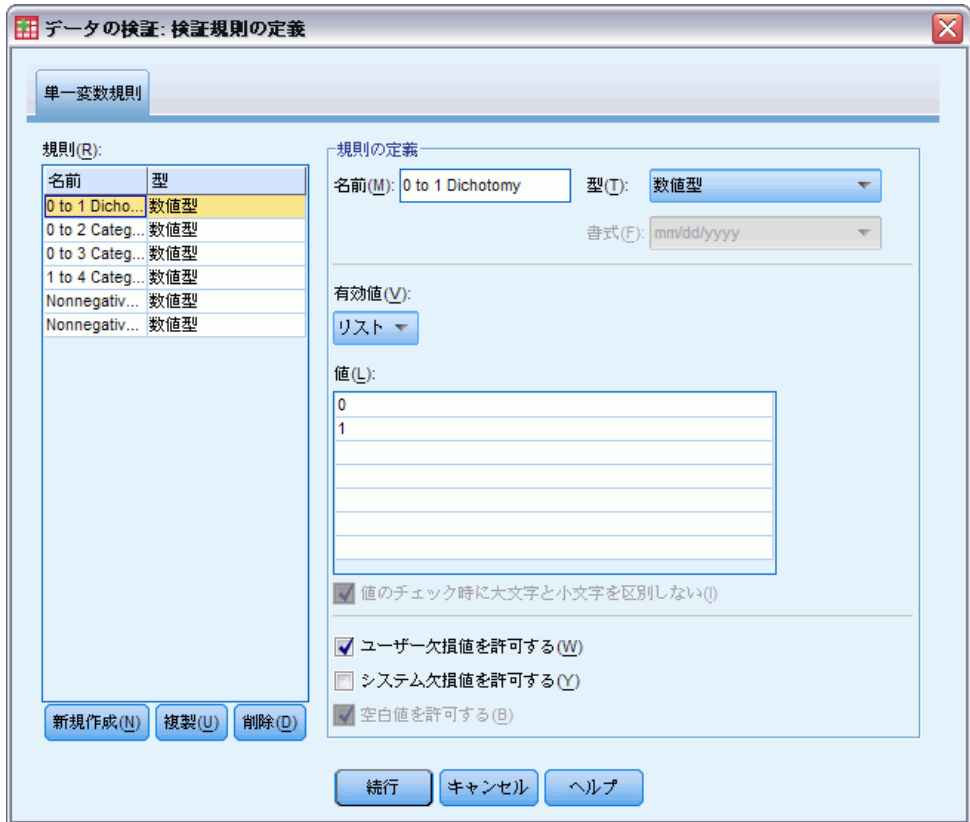 データの検証: 検証規則の定義
単一変数規則
規則(R):
名前 型
0 to 1 Dicho... 数値型
0 to 2 Categ... 数値型
0 to 3 Categ... 数値型
1 to 4 Categ... 数値型
Nonnegativ... 数値型
Nonnegativ... 数値型
新規作成(N) 複製(U) 削除(D)
規則の定義
名前(M): 0 to 1 Dichotomy 型(T): 数値型
書式(F): mm/dd/yyyy
有効値(V):
リスト
値(L):
0
1
値のチェック時に大文字と小文字を区別しない(I)
ユーザー欠損値を許可する(W)
システム欠損値を許可する(Y)
空白値を許可する(B)
続行 キャンセル ヘルプ